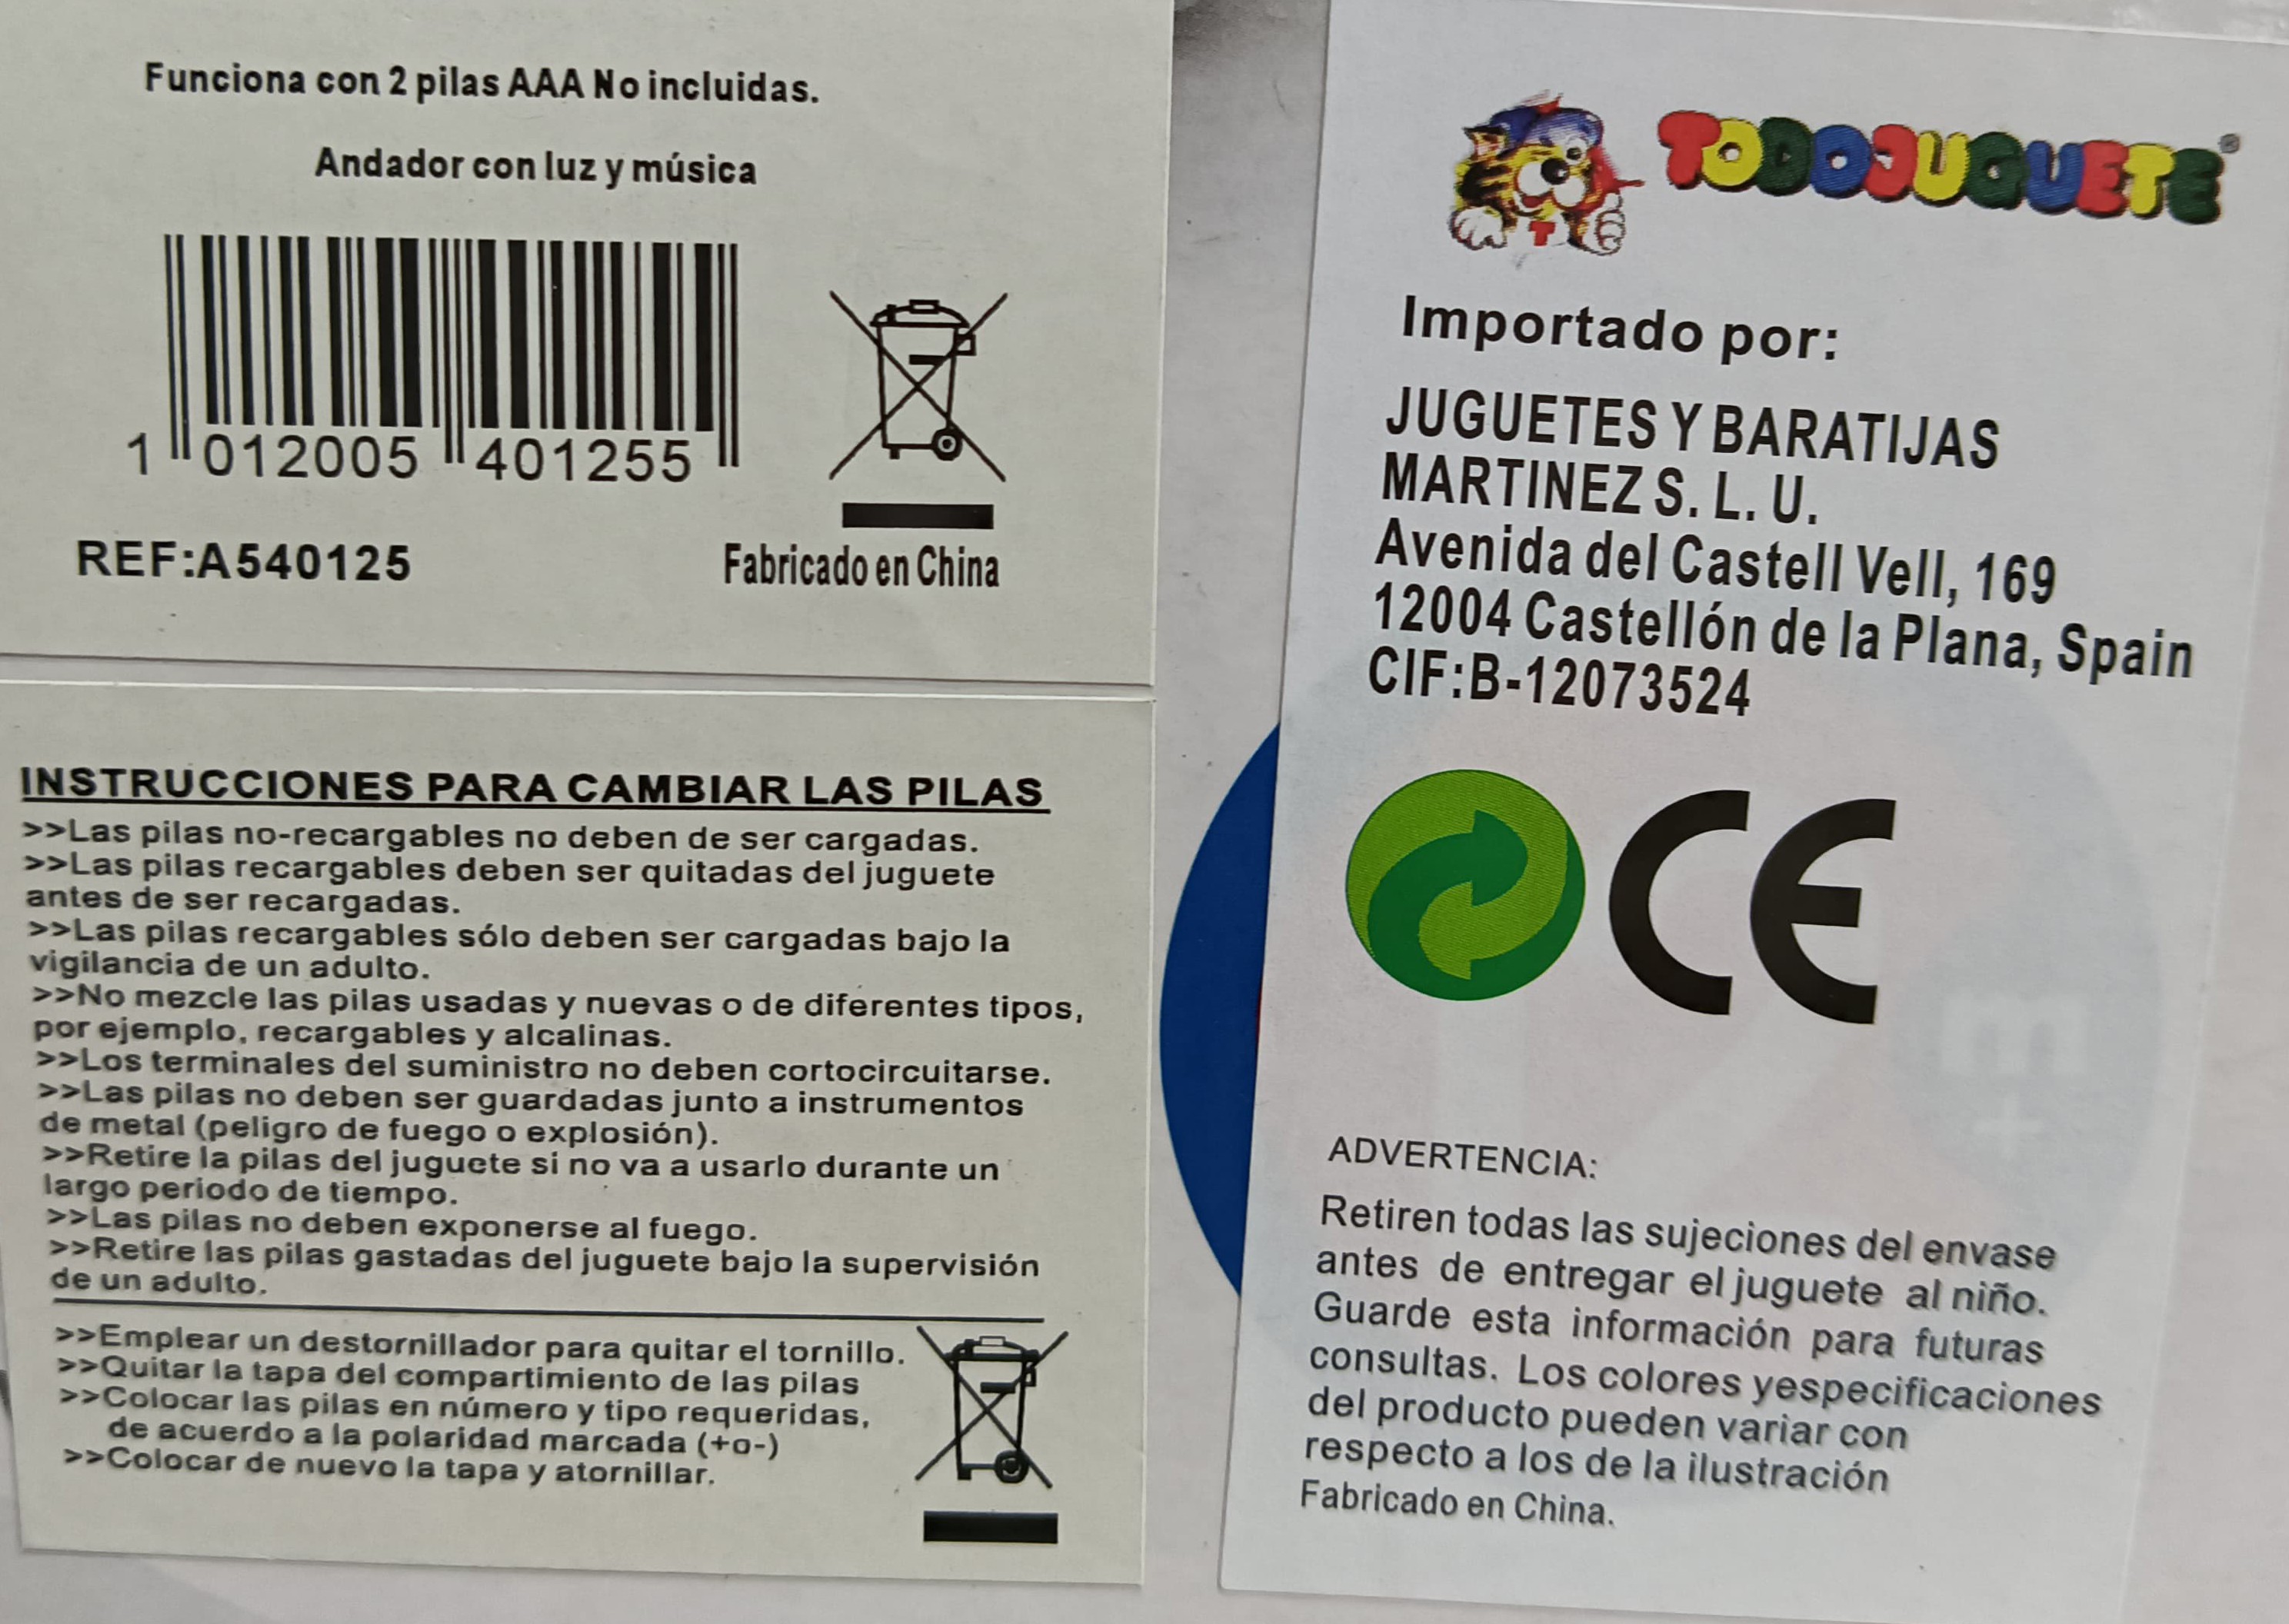 Funciona con 2 pilas AAA No incluidas.
Andador con luz y música
1 012005 401255
REF:A540125
Fabricado en China
INSTRUCCIONES PARA CAMBIAR LAS PILAS
>>Las pilas no-recargables no deben de ser cargadas.
>>Las pilas recargables deben ser quitadas del juguete
antes de ser recargadas.
>>Las pilas recargables sólo deben ser cargadas bajo la
vigilancia de un adulto.
>>No mezcle las pilas usadas y nuevas o de diferentes tipos,
por ejemplo, recargables y alcalinas.
>>Los terminales del suministro no deben cortocircuitarse.
>>Las pilas no deben ser guardadas junto a instrumentos
de metal (peligro de fuego o explosión).
>>Retire la pilas del juguete si no va a usarlo durante un
largo periodo de tiempo.
>>Las pilas no deben exponerse al fuego.
>>Retire las pilas gastadas del juguete bajo la supervisión
de un adulto.
>>Emplear un destornillador para quitar el tornillo.
>>Quitar la tapa del compartimiento de las pilas
>>Colocar las pilas en número y tipo requeridas,
de acuerdo a la polaridad marcada (+o-)
>>Colocar de nuevo la tapa y atornillar.
TODOJUGUETE®
T
Importado por:
JUGUETES Y BARATIJAS
MARTINEZ S. L. U.
Avenida del Castell Vell, 169
12004 Castellón de la Plana, Spain
CIF:B-12073524
CE
m
+
ADVERTENCIA:
Retiren todas las sujeciones del envase
antes de entregar el juguete al niño.
Guarde esta información para futuras
consultas. Los colores yespecificaciones
del producto pueden variar con
respecto a los de la ilustración
Fabricado en China.